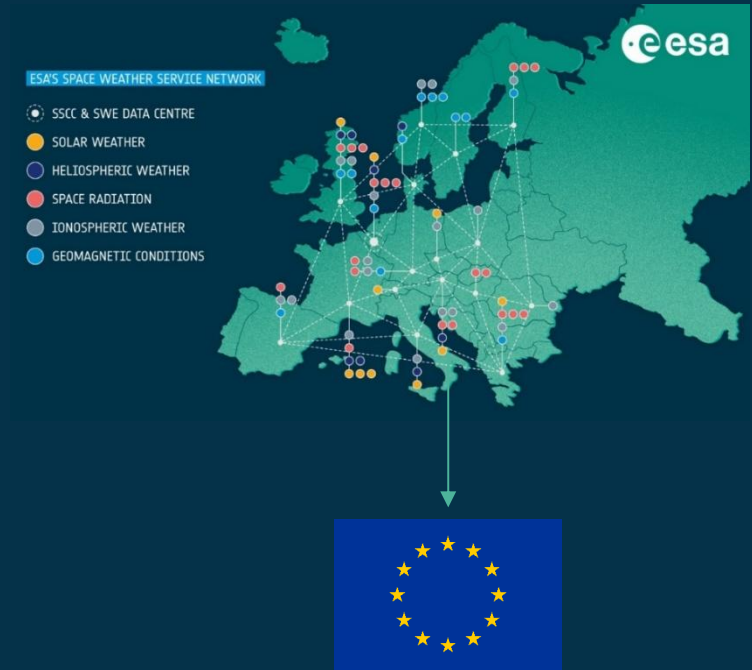 esa
ESA'S SPACE WEATHER SERVICE NETWORK
SSCC & SWE DATA CENTRE
SOLAR WEATHER
HELIOSPHERIC WEATHER
SPACE RADIATION
IONOSPHERIC WEATHER
GEOMAGNETIC CONDITIONS